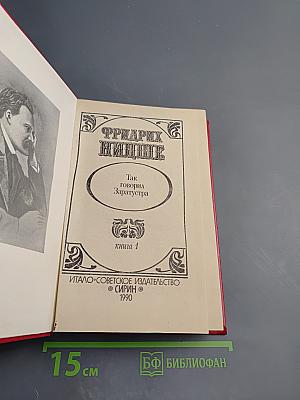 ФРИДРИХ
НИЦШЕ
Так
говорил
Заратустра
книга 1
ИТАЛО-СОВЕТСКОЕ ИЗДАТЕЛЬСТВО
СИРИН
1990
15 см
БФ БИБЛИОФАН